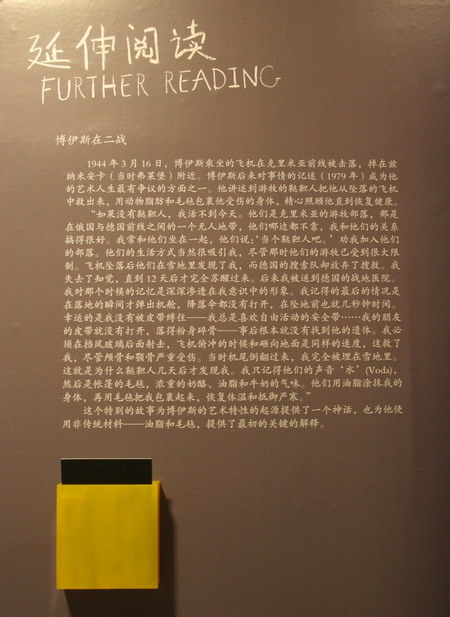 延伸阅读
FURTHER READING
博伊斯在二战
1944年3月16日，博伊斯乘坐的飞机在克里米亚前线被击落，掉在兹
纳米安卡（当时弗莱堡）附近。博伊斯后来对事情的记述（1979年）成为他
的艺术人生最有争议的方面之一。他讲述到游牧的鞑靼人把他从坠落的飞机
中救出来，用动物脂肪和毛毡包裹他受伤的身体，精心照顾他直到恢复健康。
“如果没有鞑靼人，我活不到今天。他们是克里米亚的游牧部落，那是
在俄国与德国前线之间的一个无人地带，他们哪边都不靠，我和他们的关系
搞得很好。我常和他们坐在一起，他们说：‘当个鞑靼人吧。’劝我加入他们
的部落。他们的生活方式当然很吸引我，尽管那时他们的游牧已受到很大限
制。飞机坠落后他们在雪地里发现了我，而德国的搜索队却放弃了搜救。我
失去了知觉，直到12天后才完全苏醒过来。后来我被送到德国的战地医院。
我对那个时候的记忆是深深渗透在我意识中的形象。我记得的最后的情况是
在落地的瞬间才弹出机舱，降落伞都没有打开，在坠地前也就几秒钟时间。
幸运的是我没有被皮带缚住——我总是喜欢自由活动的安全带……我的朋友
的皮带就没有打开，落得粉身碎骨——事后根本就没有找到他的遗体。我必
须在挡风玻璃后面射击，飞机俯冲的时候和砸向地面是同样的速度，这救了
我，尽管颅骨和颚骨严重受伤。当时机尾倒翻过来，我完全被埋在雪地里。
这就是为什么鞑靼人几天后才发现我。我只记得他们的声音‘水’(Voda),
然后是帐篷的毛毡，浓重的奶酪、油脂和牛奶的气味。他们用油脂涂抹我的
身体，再用毛毡把我包裹起来，恢复体温和抵御严寒。”
这个特别的故事为博伊斯的艺术特性的起源提供了一个神话，也为他使
用非传统材料——油脂和毛毡，提供了最初的关键的解释。